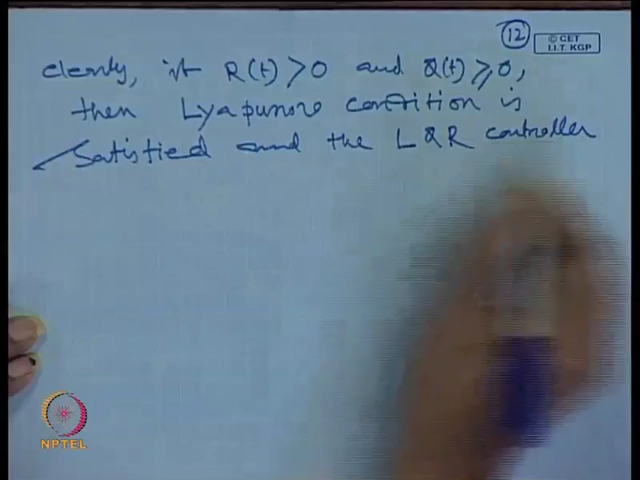 12
© CET
I.I.T. KGP
clearly, if R(t) > 0 and Q(t) ≥ 0,
then Lyapunov condition is
satisfied and the LQR controller
NPTEL